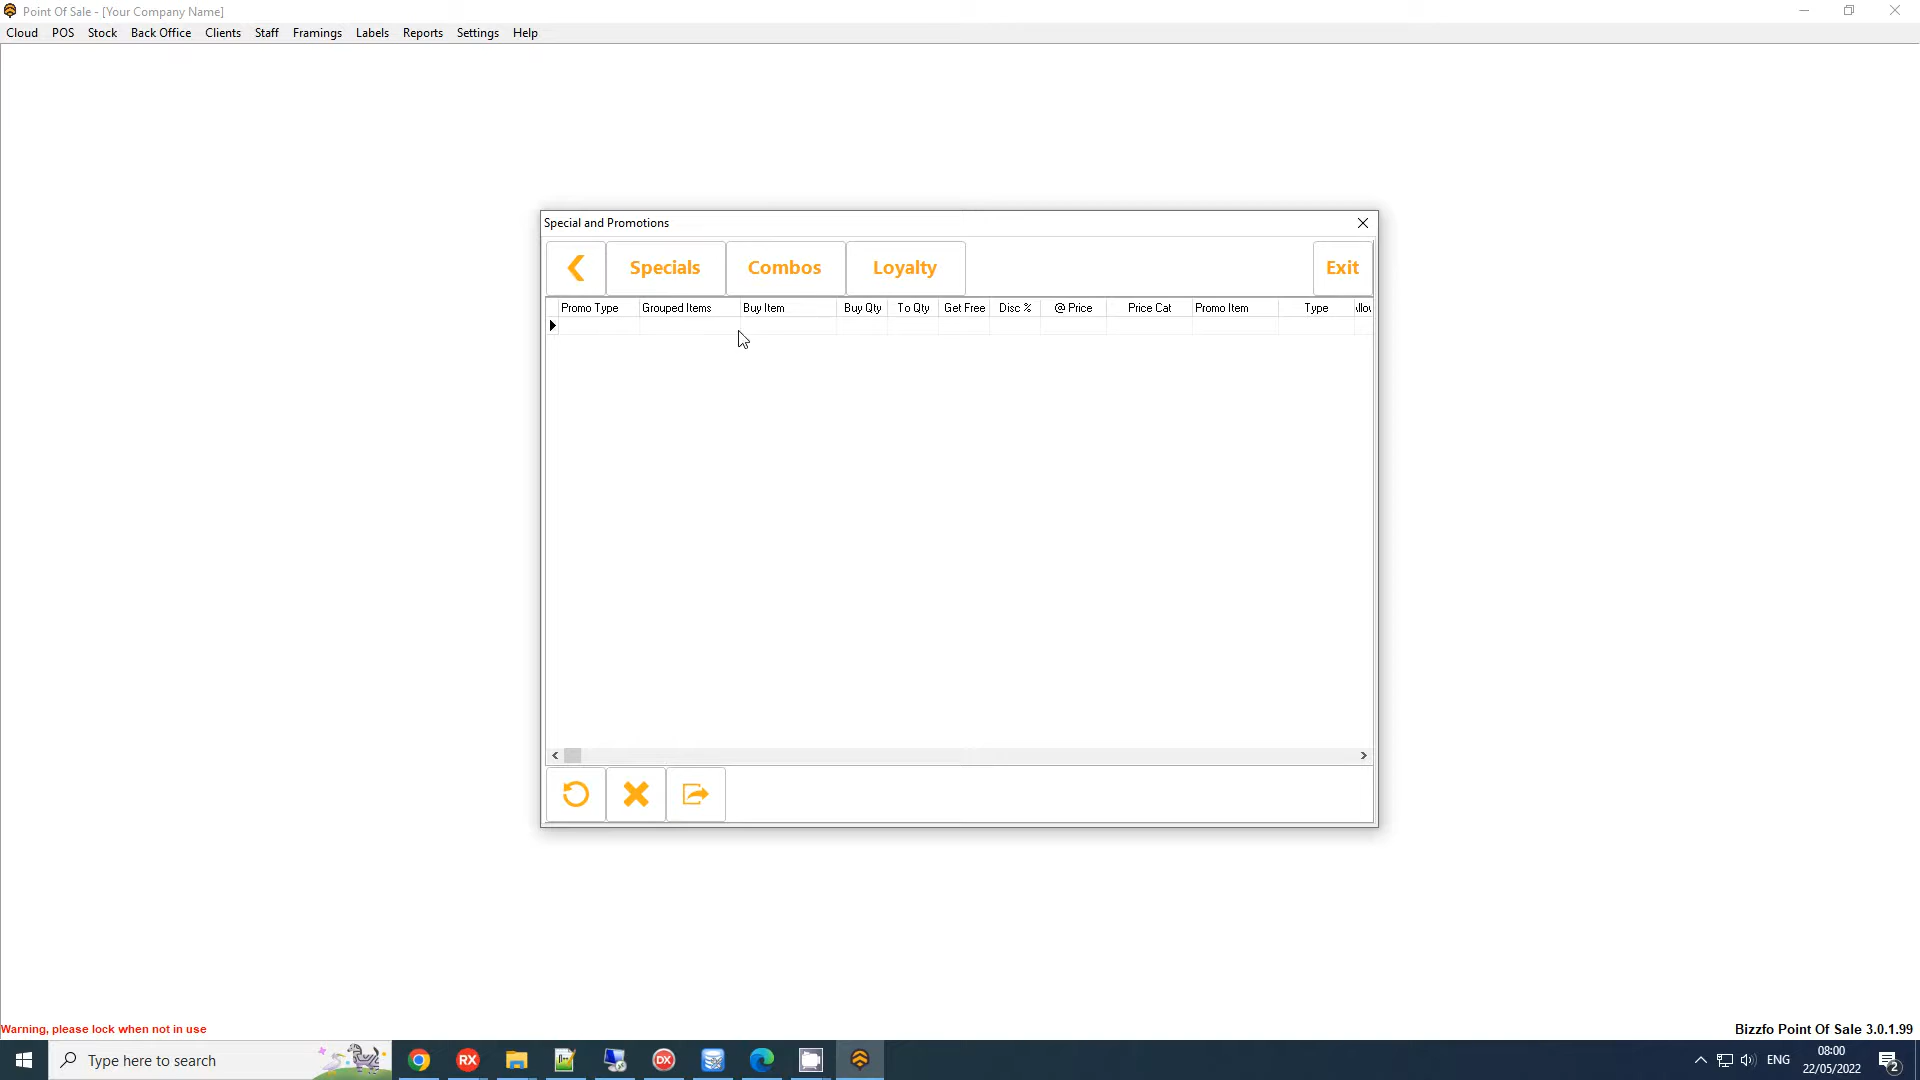 Point Of Sale - [Your Company Name]
Cloud POS Stock Back Office Clients Staff Framings Labels Reports Settings Help
Special and Promotions
Specials Combos Loyalty Exit
Promo Type Grouped Items Buy Item Buy Qty To Qty Get Free Disc % @ Price Price Cat Promo Item Type
Warning, please lock when not in use
Bizzfo Point Of Sale 3.0.1.99
Type here to search
RX
DX
ENG
08:00
22/05/2022
2